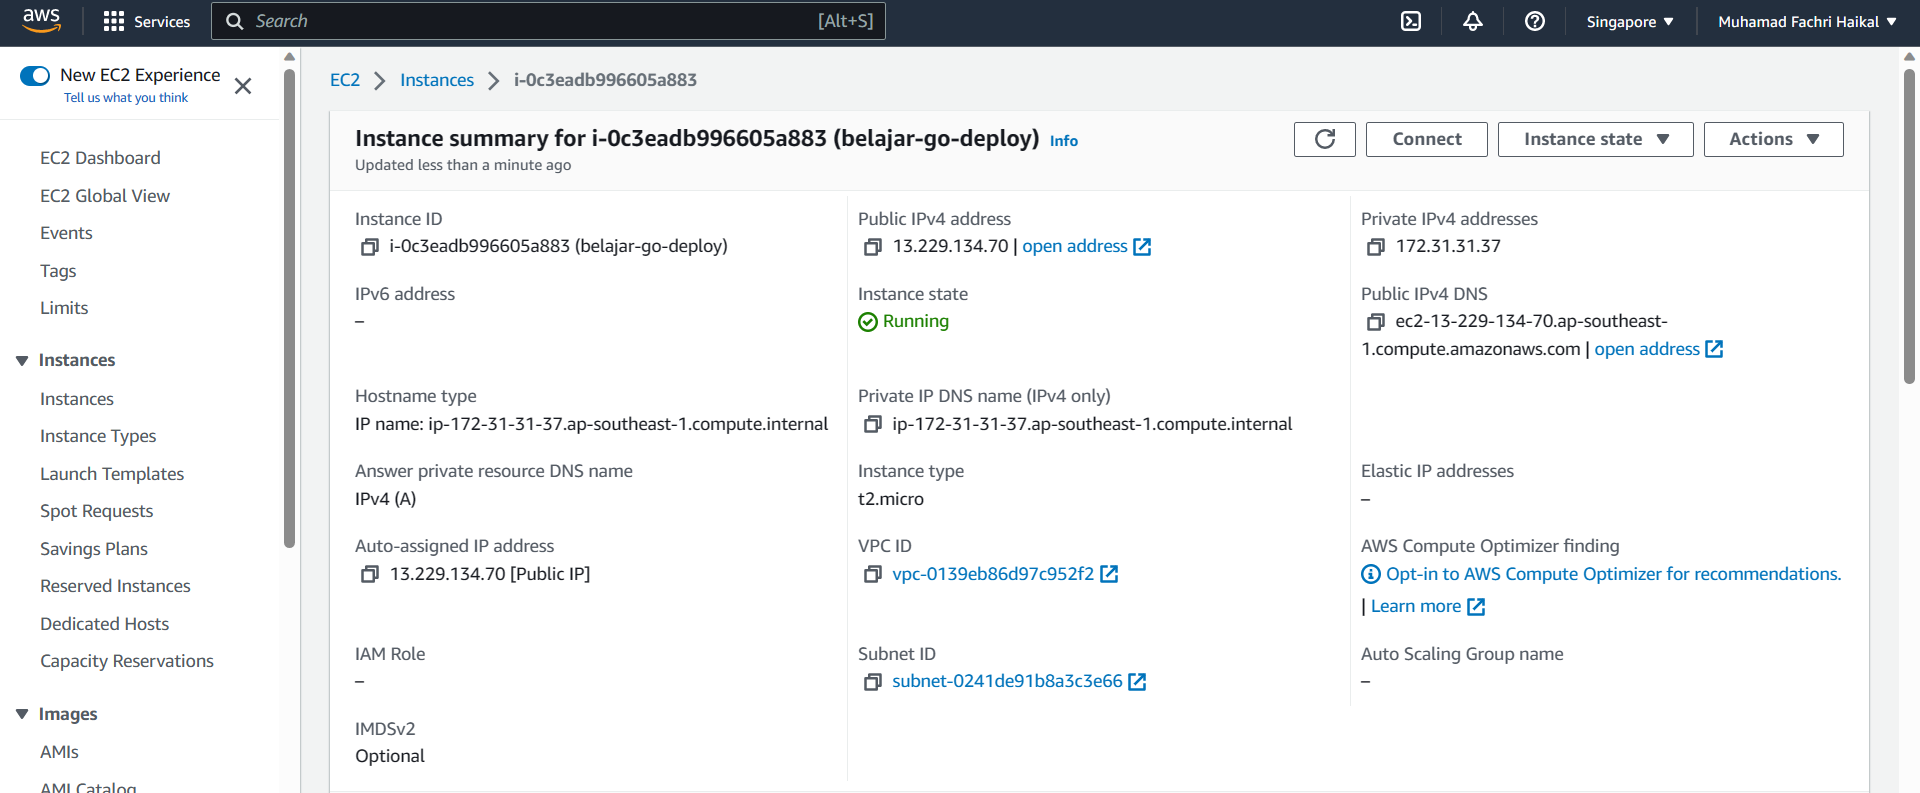 aws
Services
Search
[Alt+S]
Singapore
Muhamad Fachri Haikal
New EC2 Experience
Tell us what you think
EC2 Dashboard
EC2 Global View
Events
Tags
Limits
Instances
Instances
Instance Types
Launch Templates
Spot Requests
Savings Plans
Reserved Instances
Dedicated Hosts
Capacity Reservations
Images
AMIs
AMI Catalog
EC2 > Instances > i-0c3eadb996605a883
Instance summary for i-0c3eadb996605a883 (belajar-go-deploy) Info
Updated less than a minute ago
Connect
Instance state
Actions
Instance ID
i-0c3eadb996605a883 (belajar-go-deploy)
Public IPv4 address
13.229.134.70 | open address
Private IPv4 addresses
172.31.31.37
IPv6 address
–
Instance state
Running
Public IPv4 DNS
ec2-13-229-134-70.ap-southeast-
1.compute.amazonaws.com | open address
Hostname type
IP name: ip-172-31-31-37.ap-southeast-1.compute.internal
Private IP DNS name (IPv4 only)
ip-172-31-31-37.ap-southeast-1.compute.internal
Answer private resource DNS name
IPv4 (A)
Instance type
t2.micro
Elastic IP addresses
–
Auto-assigned IP address
13.229.134.70 [Public IP]
VPC ID
vpc-0139eb86d97c952f2
AWS Compute Optimizer finding
Opt-in to AWS Compute Optimizer for recommendations.
| Learn more
IAM Role
–
Subnet ID
subnet-0241de91b8a3c3e66
Auto Scaling Group name
–
IMDSv2
Optional